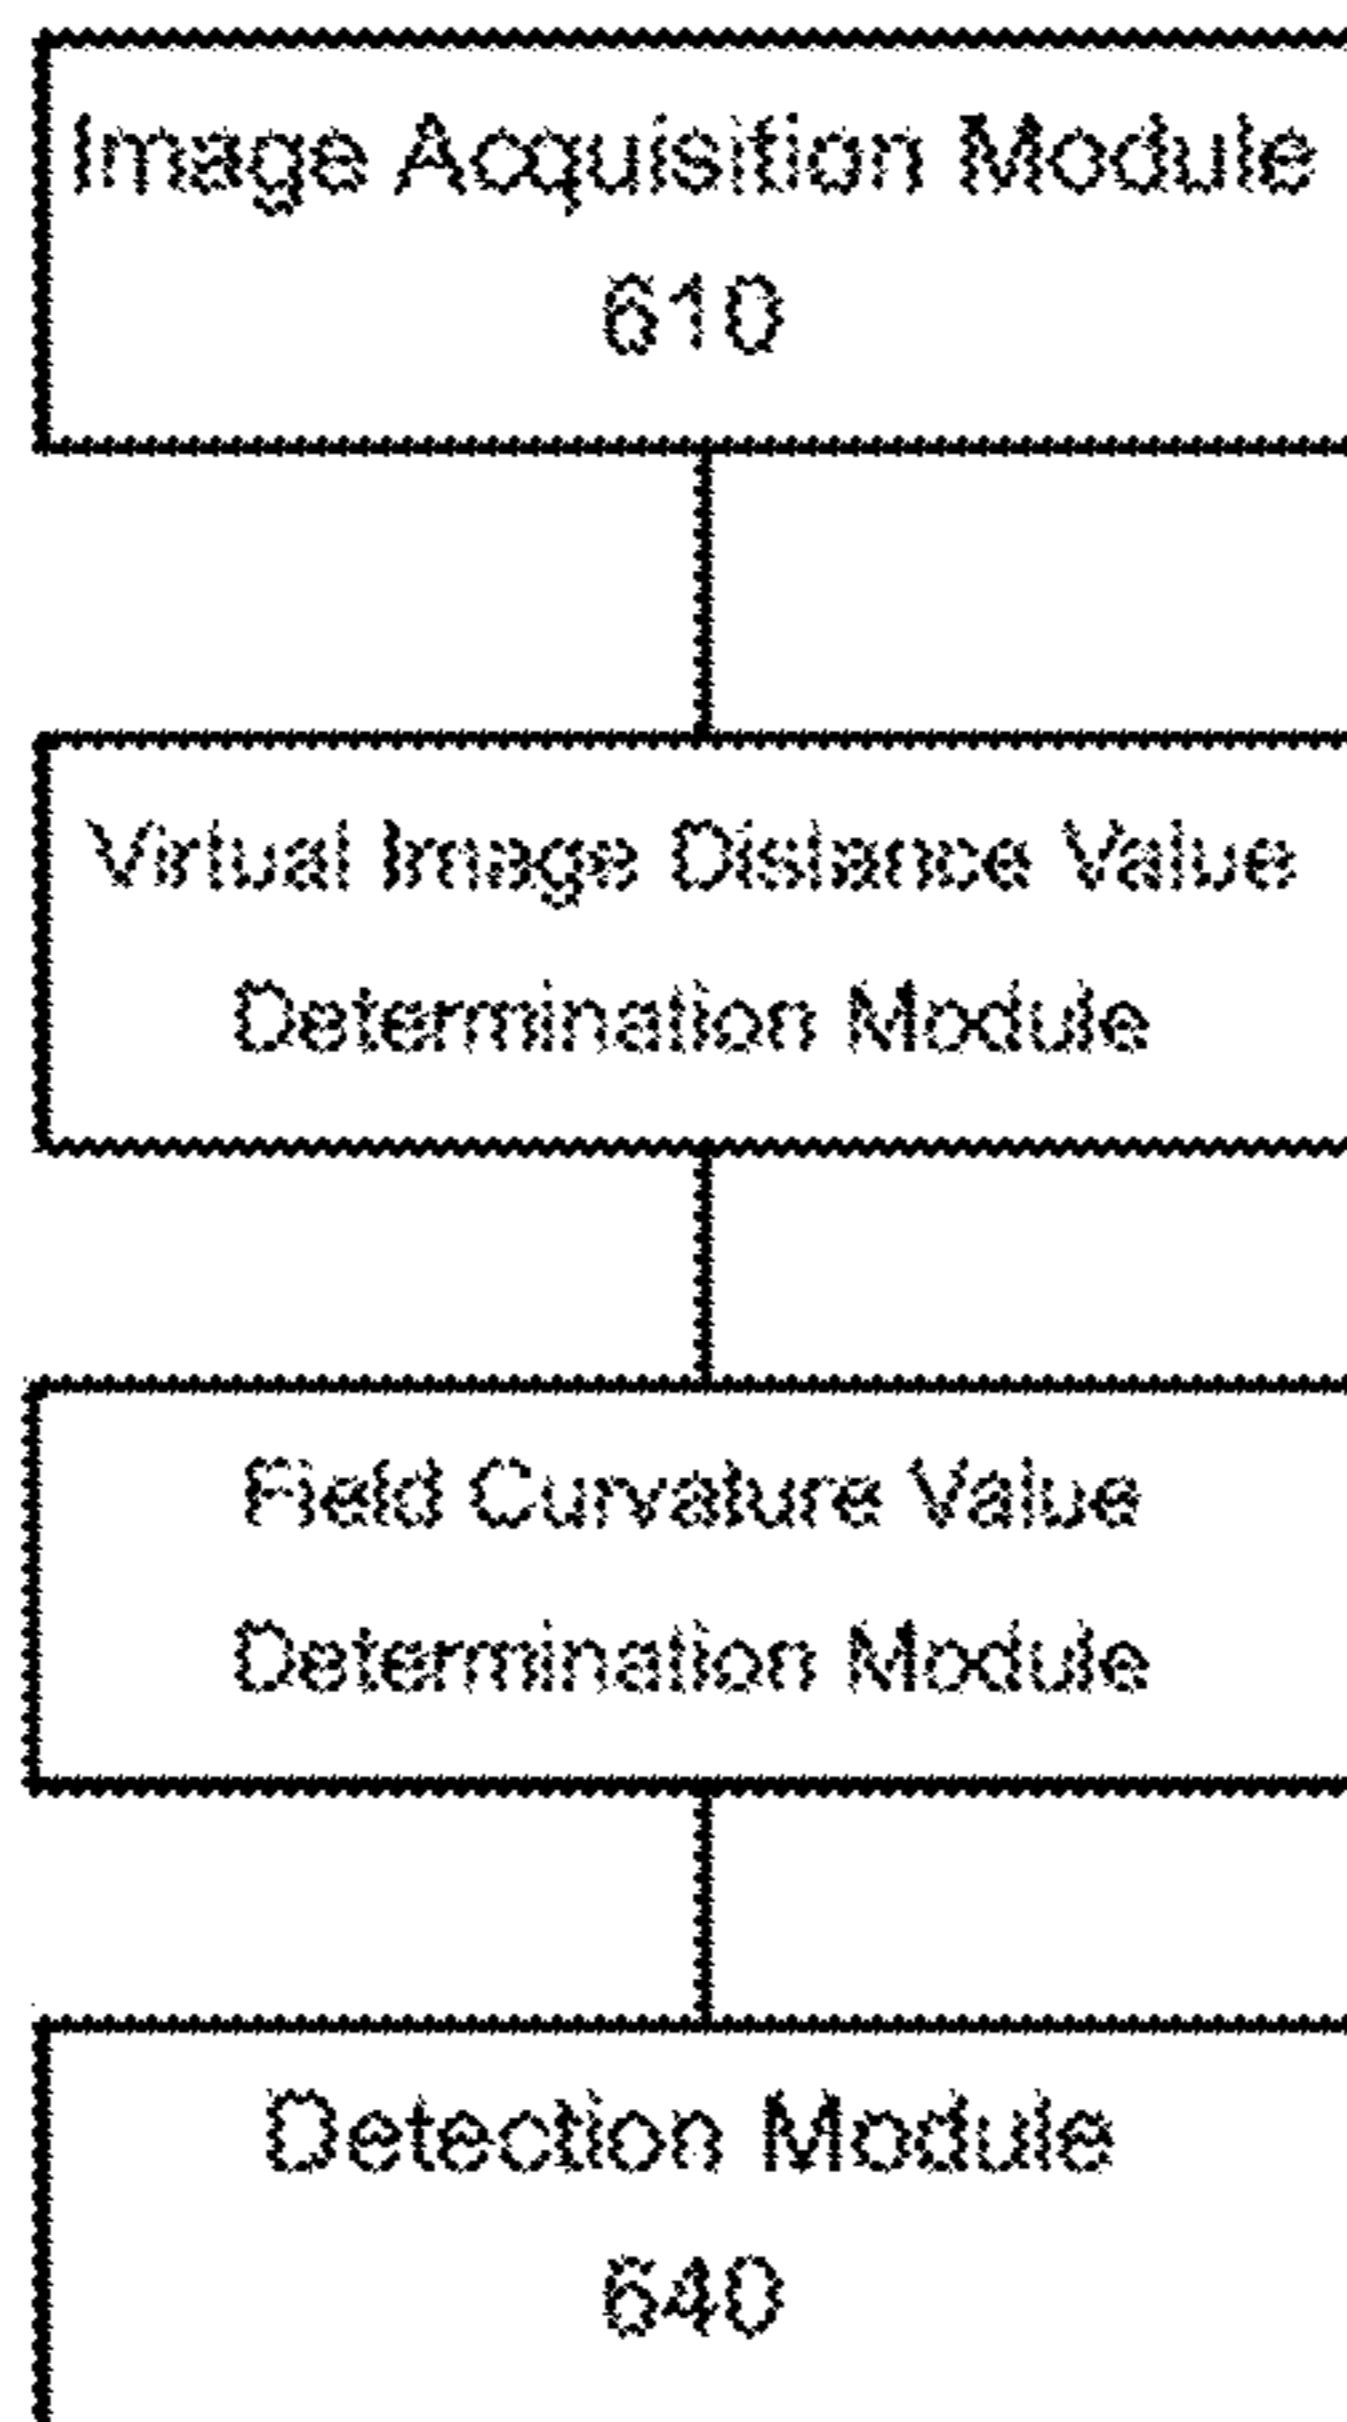 Image Acquisition Module
610
Virtual Image Distance Value
Determination Module
Field Curvature Value
Determination Module
Detection Module
640